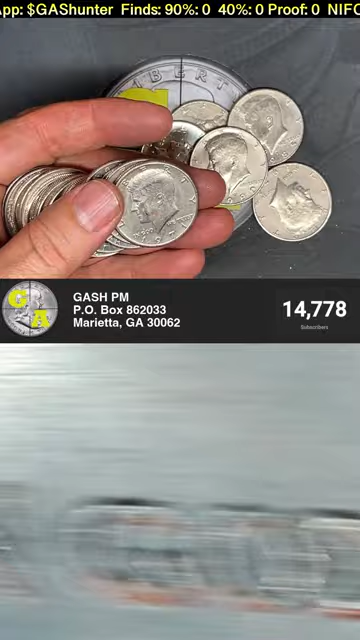 App: $GAShunter Finds: 90%: 0 40%: 0 Proof: 0 NIFC
LIBERT
GASH PM
P.O. Box 862033
Marietta, GA 30062
14,778
Subscribers
G
A